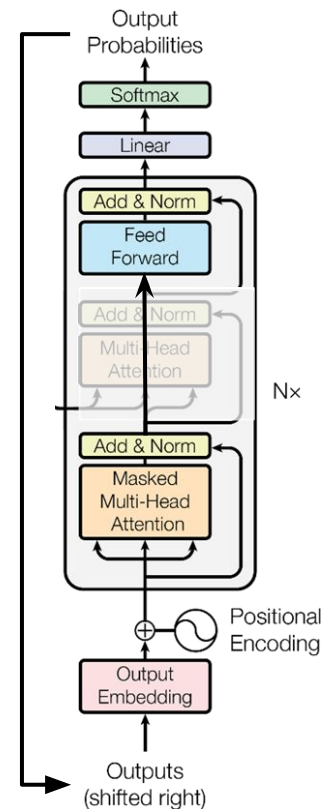 Output
Probabilities
Softmax
Linear
Add & Norm
Feed
Forward
Add & Norm
Multi-Head
Attention
N×
Add & Norm
Masked
Multi-Head
Attention
Positional
Encoding
Output
Embedding
Outputs
(shifted right)